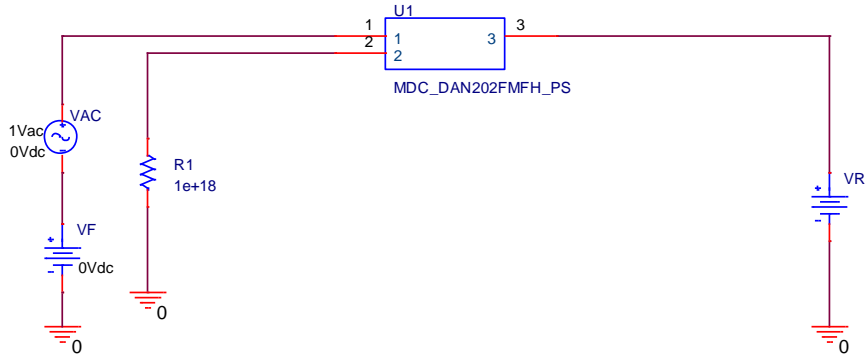 U1
1
2
1
2
3
3
MDC_DAN202FMFH_PS
VAC
1Vac
0Vdc
+
-
R1
1e+18
VR
+
-
VF
+
-
0Vdc
0
0
0